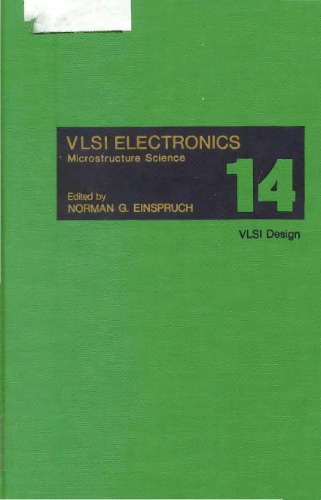 VLSI ELECTRONICS
Microstructure Science
14
Edited by
NORMAN G. EINSPRUCH
VLSI Design